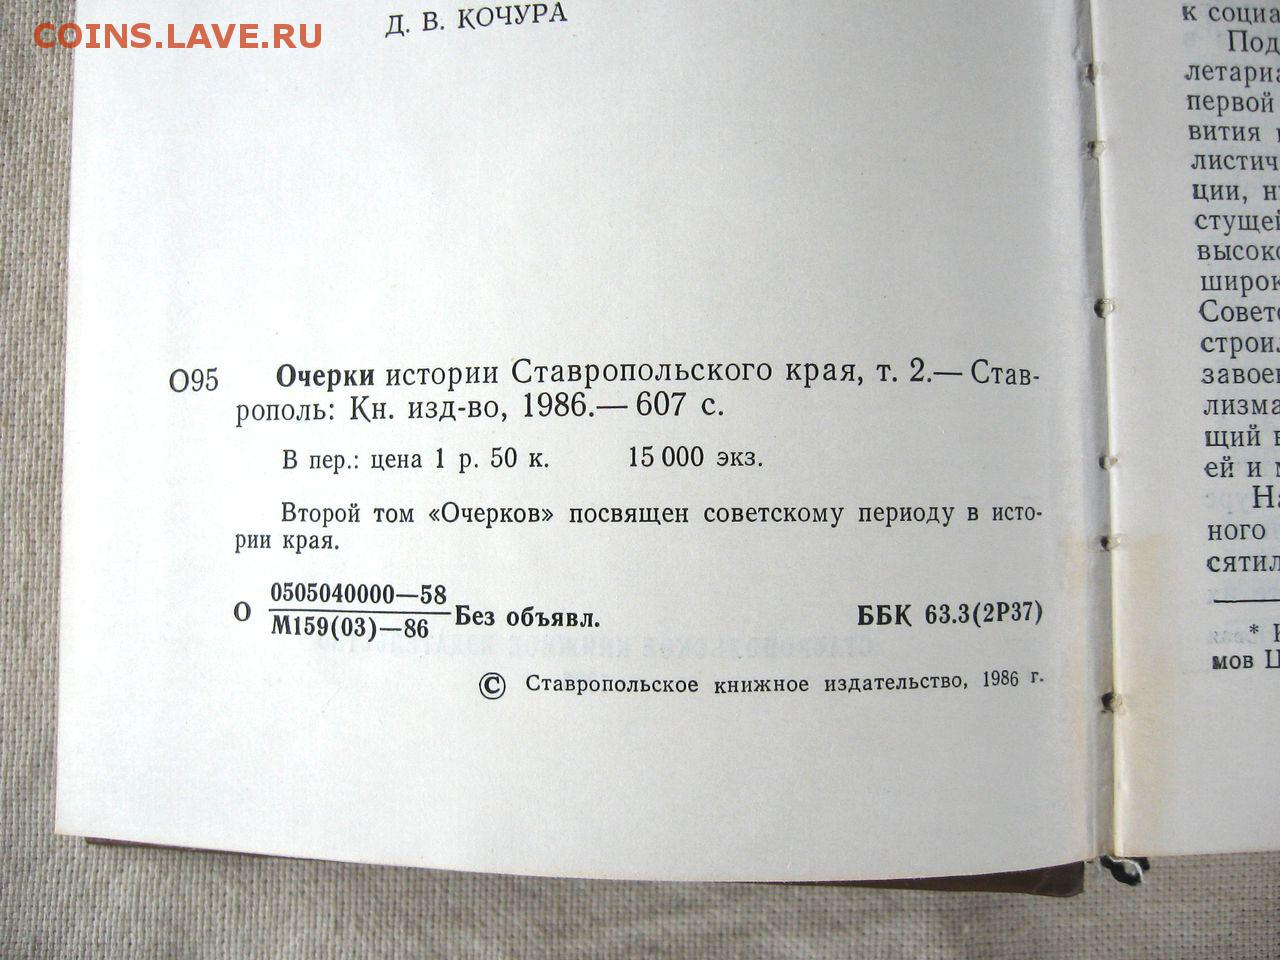 COINS.LAVE.RU
Д. В. КОЧУРА
О95 Очерки истории Ставропольского края, т. 2.— Став-
рополь: Кн. изд-во, 1986.— 607 с.
В пер.: цена 1 р. 50 к. 15 000 экз.
Второй том «Очерков» посвящен советскому периоду в исто-
рии края.
О 0505040000—58
М159(03)—86 Без объявл. ББК 63.3(2Р37)
© Ставропольское книжное издательство, 1986 г.
к социа
Под
летариа
первой
вития
листич
ции, н
стущей
высоко
широк
Совето
строил
завоев
лизма
щий в
ей и м
На
ного
сятил
*
мов Ц